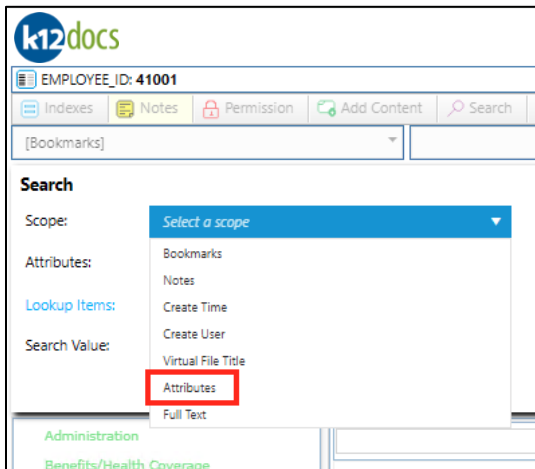 k12docs
EMPLOYEE_ID: 41001
Indexes Notes Permission Add Content Search
[Bookmarks]
Search
Scope: Select a scope
Bookmarks
Attributes:
Notes
Lookup Items: Create Time
Create User
Search Value:
Virtual File Title
Attributes
Full Text
Administration
Benefits/Health Coverage